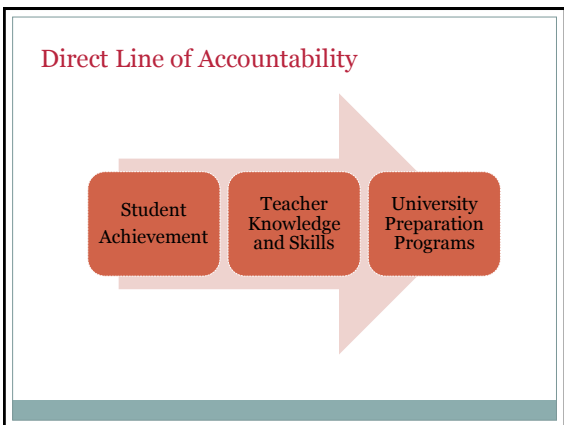 Direct Line of Accountability
Student
Achievement
Teacher
Knowledge
and Skills
University
Preparation
Programs